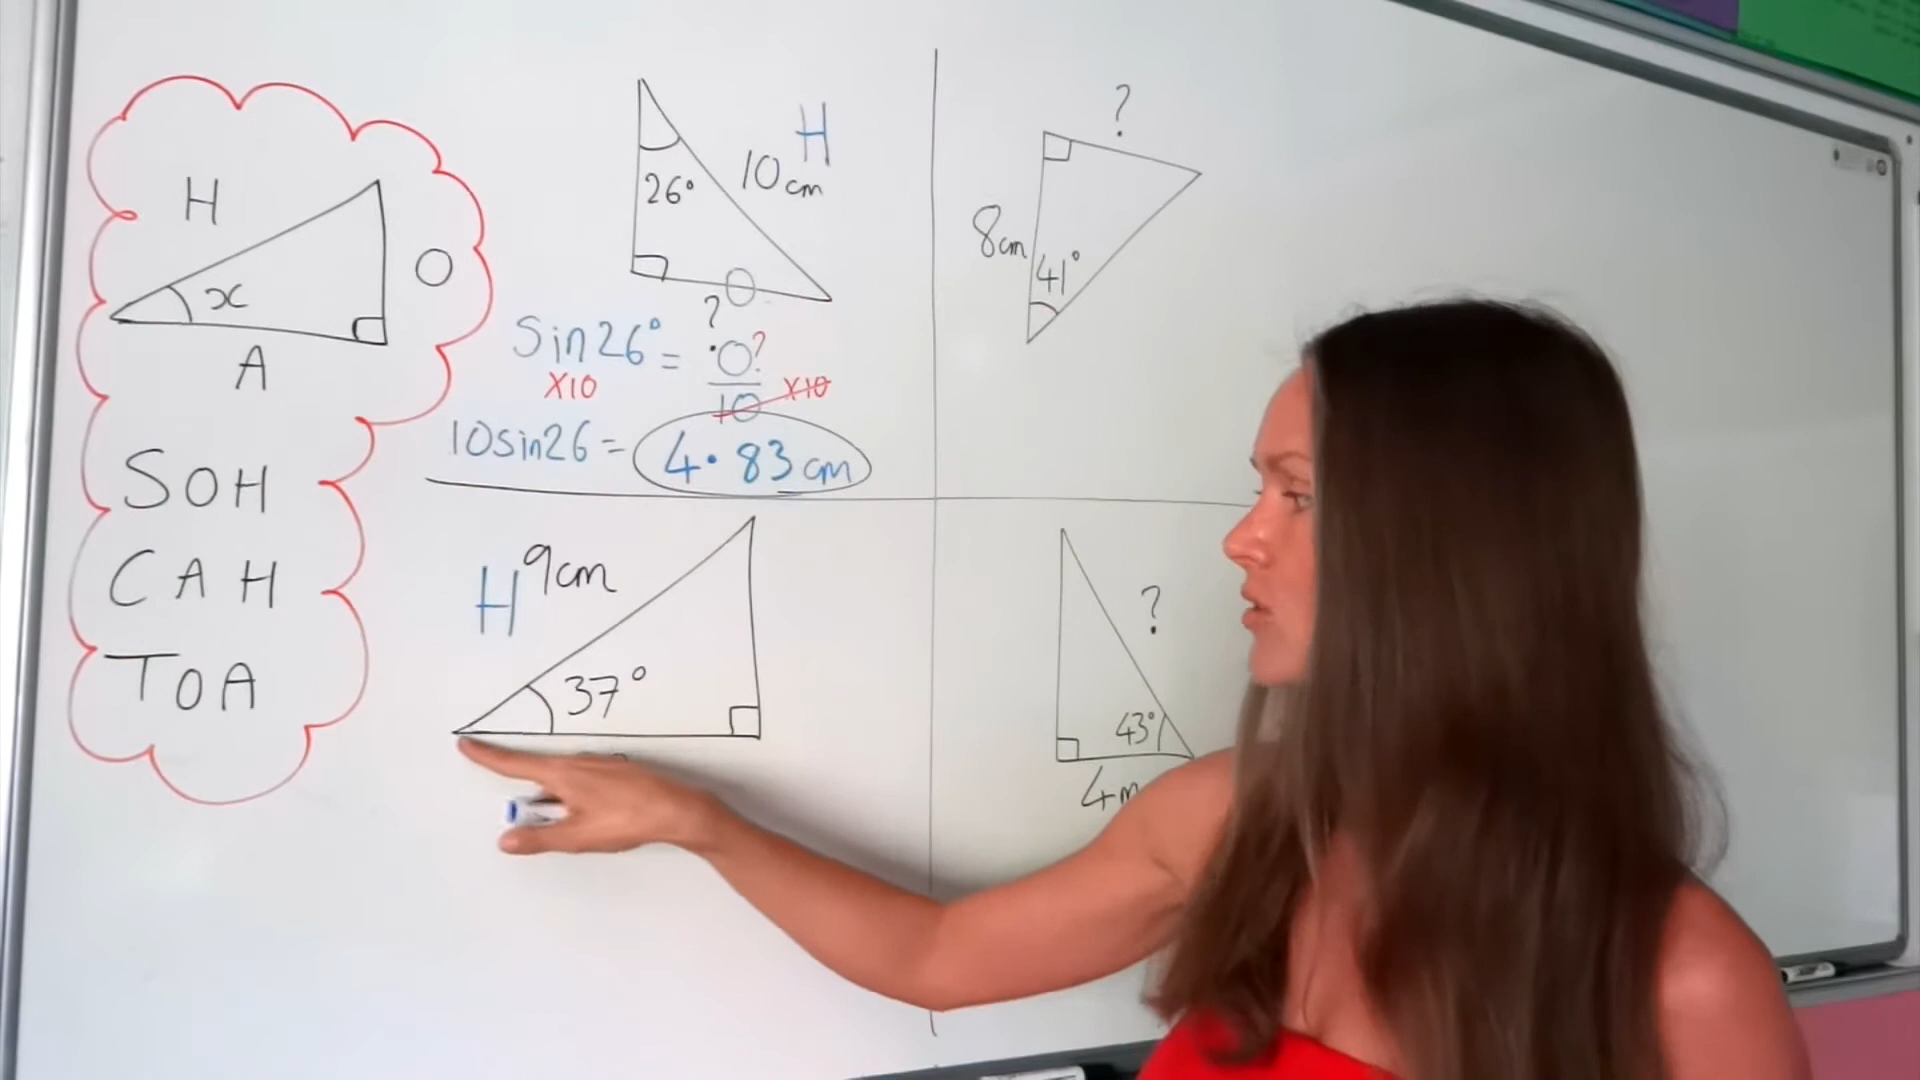 H
x
O
A
SOH
CAH
TOA
H
10cm
26°
O
?
Sin26° = O?
x10
10
x10
10sin26 = 4.83cm
?
8cm
41°
H
9cm
37°
?
43°
4m